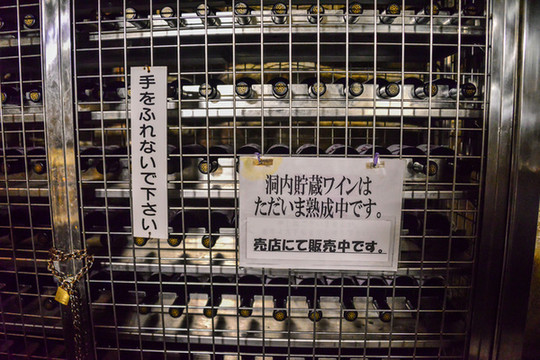 手をふれないで下さい。
洞内貯蔵ワインは
ただいま熟成中です。
売店にて販売中です。